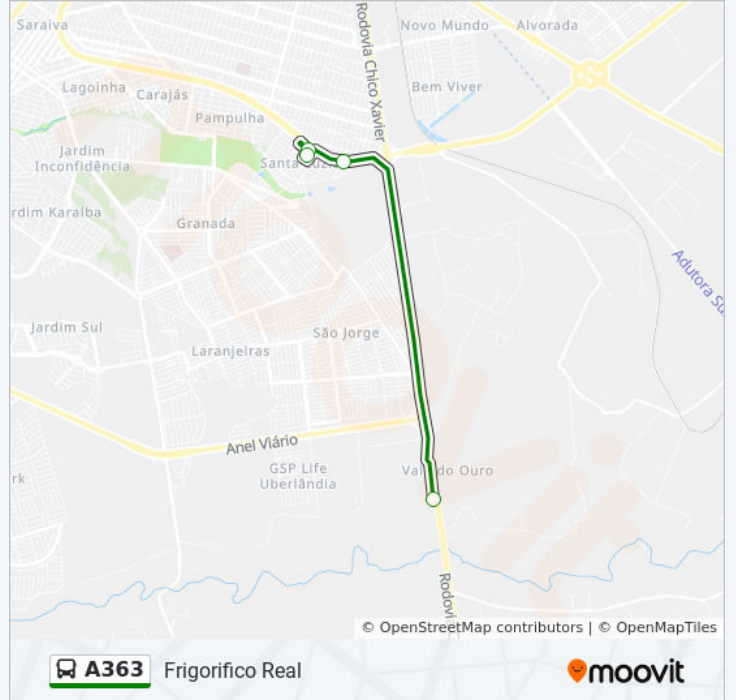 Saraiva
Novo Mundo
Alvorada
Rodovia Chico Xavier
Lagoinha
Carajás
Bem Viver
Pampulha
Jardim
Inconfidência
rdim Karaíba
Granada
Adutora Su
Jardim Sul
São Jorge
Laranjeiras
Anel Viário
GSP Life
Uberlândia
do Ouro
rk
Rodovi
© OpenStreetMap contributors | © OpenMapTiles
A363 Frigorifico Real
moovit